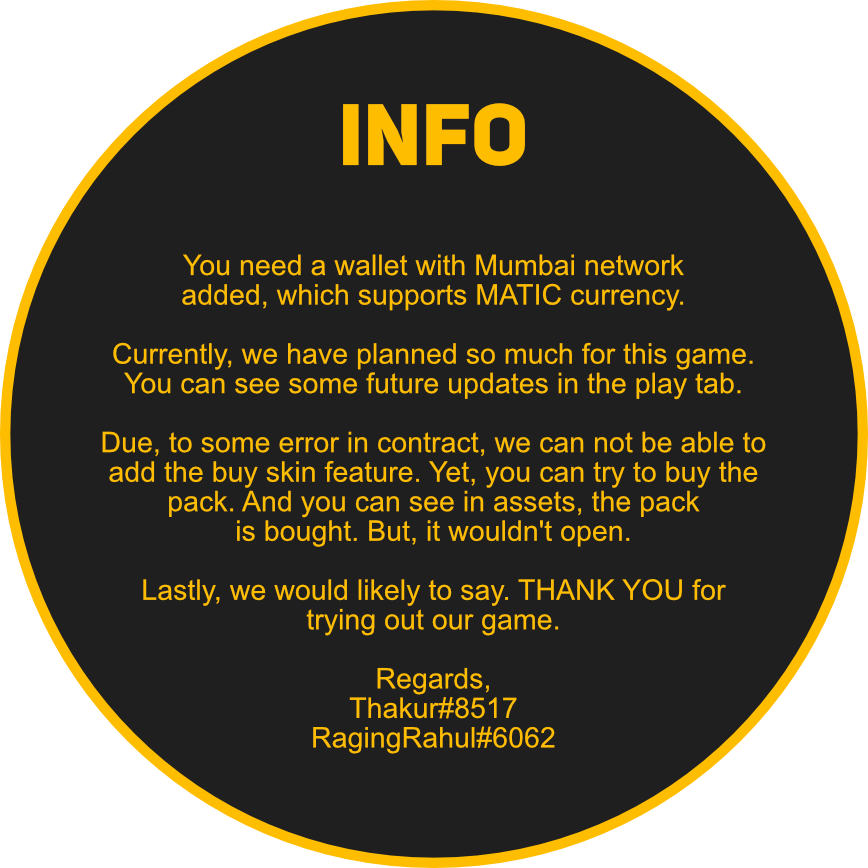 INFO
You need a wallet with Mumbai network
added, which supports MATIC currency.
Currently, we have planned so much for this game.
You can see some future updates in the play tab.
Due, to some error in contract, we can not be able to
add the buy skin feature. Yet, you can try to buy the
pack. And you can see in assets, the pack
is bought. But, it wouldn't open.
Lastly, we would likely to say. THANK YOU for
trying out our game.
Regards,
Thakur#8517
RagingRahul#6062